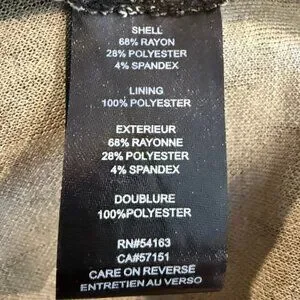 SHELL
68% RAYON
28% POLYESTER
4% SPANDEX
LINING
100% POLYESTER
EXTERIEUR
68% RAYONNE
28% POLYESTER
4% SPANDEX
DOUBLURE
100%POLYESTER
RN#54163
CA#57151
CARE ON REVERSE
ENTRETIEN AU VERSO